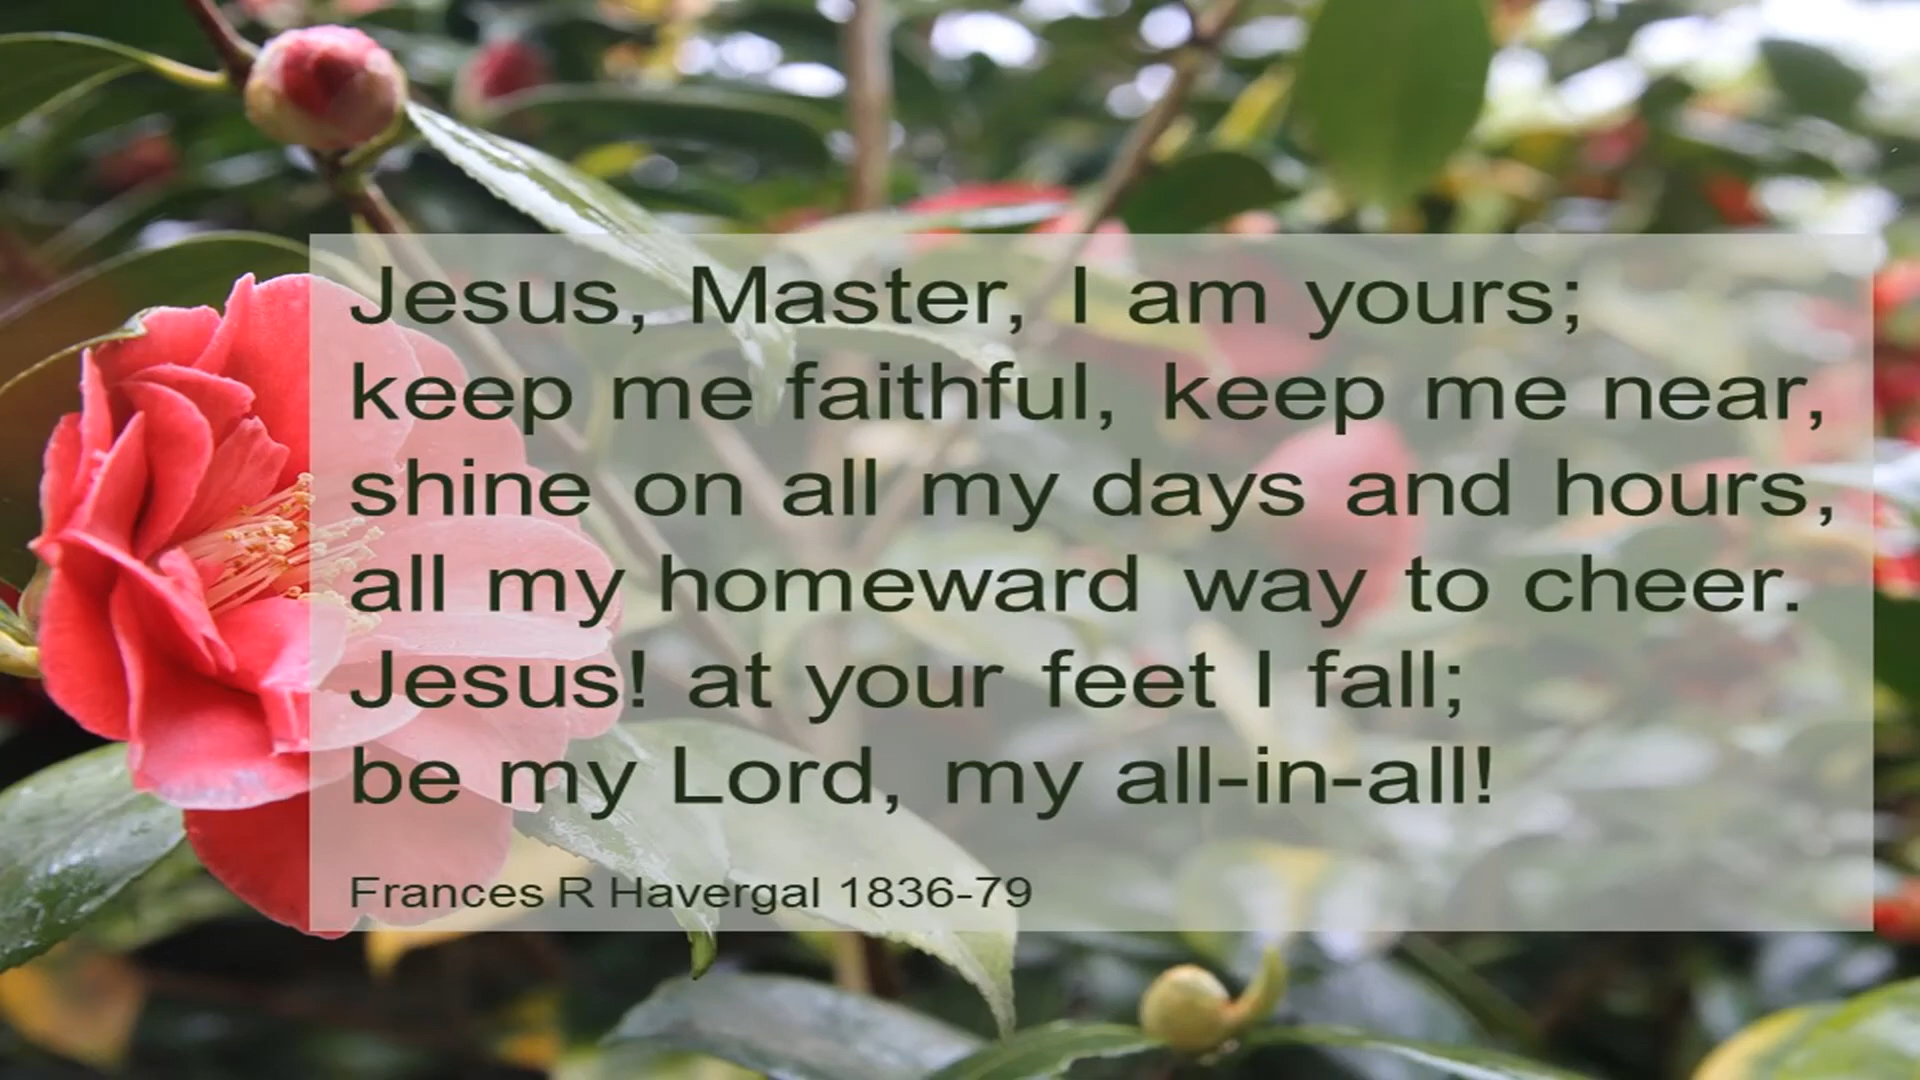 Jesus, Master, I am yours;
keep me faithful, keep me near,
shine on all my days and hours,
all my homeward way to cheer.
Jesus! at your feet I fall;
be my Lord, my all-in-all!
Frances R Havergal 1836-79